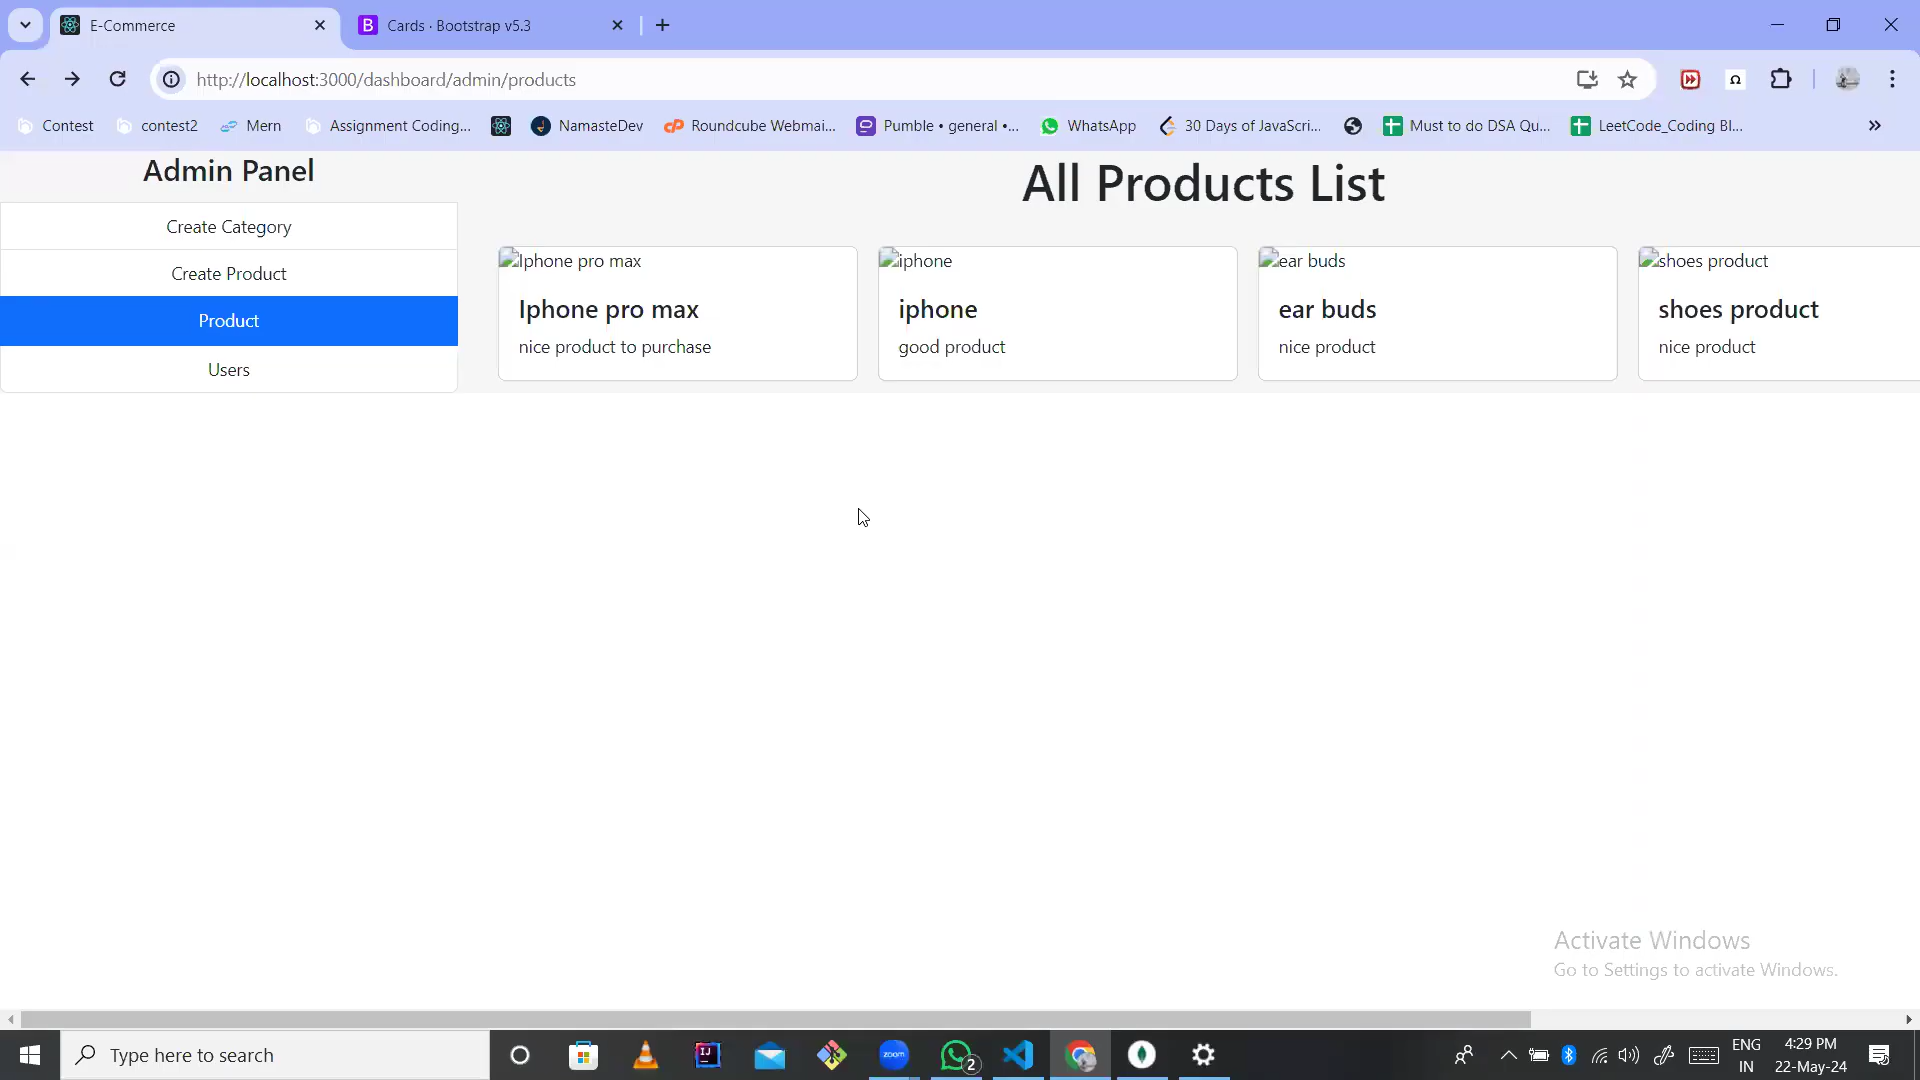 E-Commerce
Cards · Bootstrap v5.3
http://localhost:3000/dashboard/admin/products
Contest
contest2
Mern
Assignment Coding...
NamasteDev
Roundcube Webmai...
Pumble • general •...
WhatsApp
30 Days of JavaScri...
Must to do DSA Qu...
LeetCode_Coding Bl...
Admin Panel
Create Category
Create Product
Product
Users
All Products List
Iphone pro max
Iphone pro max
nice product to purchase
iphone
iphone
good product
ear buds
ear buds
nice product
shoes product
shoes product
nice product
Activate Windows
Go to Settings to activate Windows.
Type here to search
zoom
2
ENG
IN
4:29 PM
22-May-24